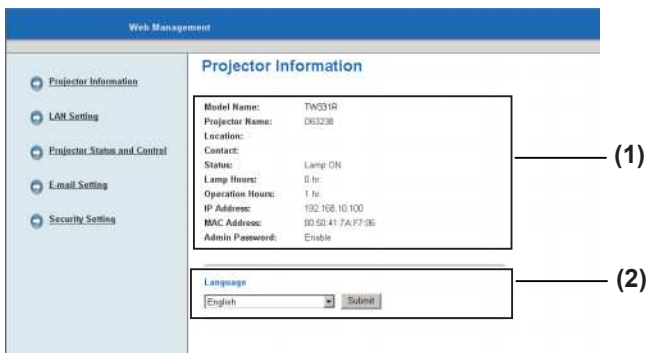 Web Management
Projector Information
LAN Setting
Projector Status and Control
E-mail Setting
Security Setting
Projector Information
Model Name: TW331R
Projector Name: D63238
Location:
Contact:
Status: Lamp ON
Lamp Hours: 0 hr.
Operation Hours: 1 hr.
IP Address: 192.168.10.100
MAC Address: 00:50:41:7A:F7:06
Admin Password: Enable
(1)
Language
English Submit
(2)